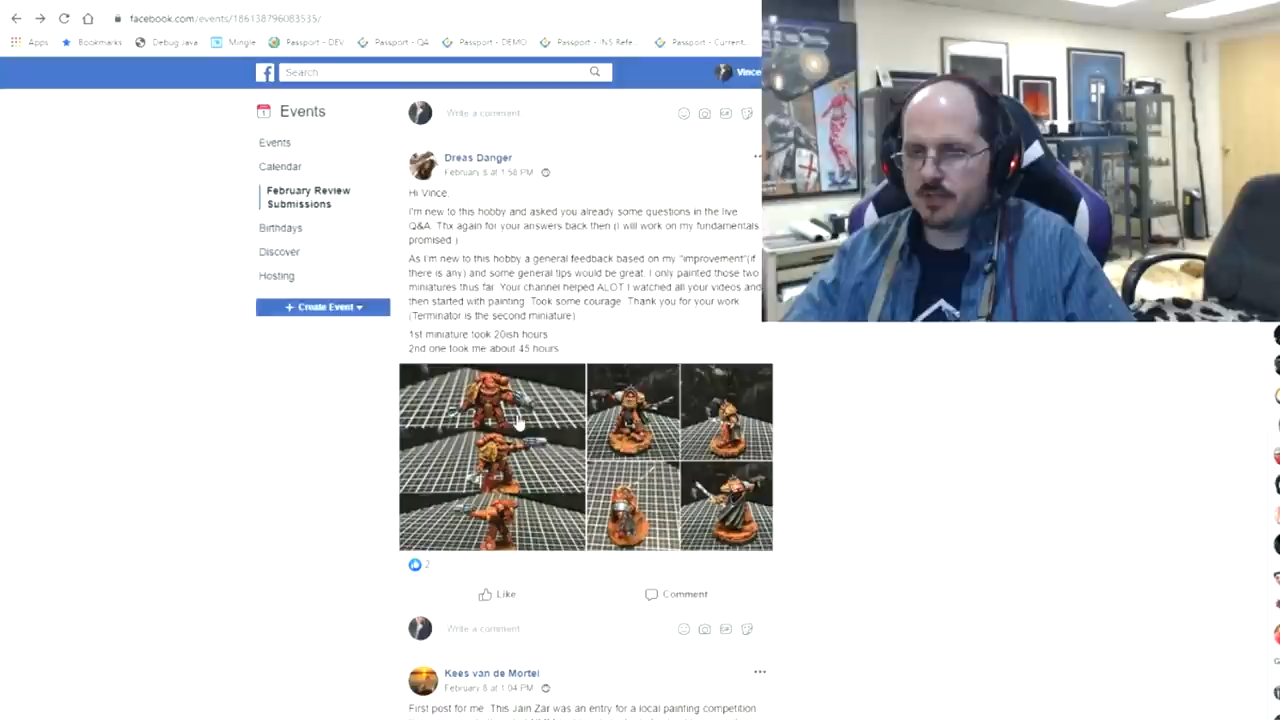 facebook.com/events/186138796083535/
Apps Bookmarks Debug Java Mingle Passport - DEV Passport - QA Passport - DEMO Passport - INS Refe... Passport - Current...
f Search Vince
Events
Write a comment
Events
Calendar
February Review
Submissions
Birthdays
Discover
Hosting
+ Create Event
Dreas Danger
February 8 at 1:58 PM
Hi Vince,
I'm new to this hobby and asked you already some questions in the live
Q&A. Thx again for your answers back then (I will work on my fundamentals
promised )
As I'm new to this hobby a general feedback based on my "improvement"(if
there is any) and some general tips would be great. I only painted those two
miniatures thus far. Your channel helped ALOT I watched all your videos and
then started with painting. Took some courage. Thank you for your work
(Terminator is the second miniature)
1st miniature took 20ish hours
2nd one took me about 45 hours
2
Like Comment
Write a comment
Kees van de Mortel
February 8 at 1:04 PM
First post for me. This Jain Zar was an entry for a local painting competition